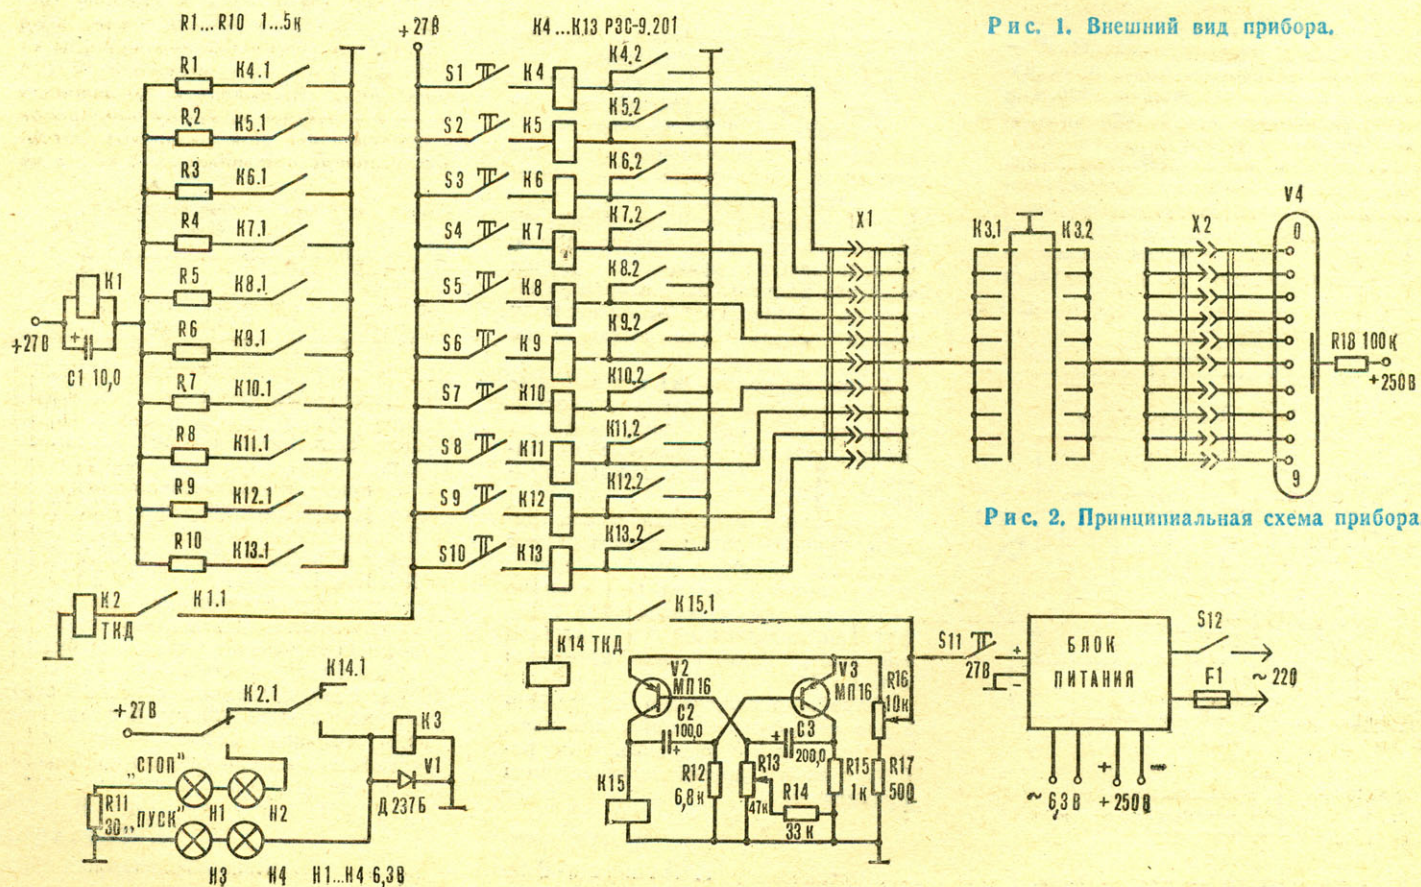 R1...R10 1...5к
+27В
К4...К13 РЭС-9.201
Рис. 1. Внешний вид прибора.
R1 К4.1
R2 К5.1
R3 К6.1
R4 К7.1
R5 К8.1
R6 К9.1
R7 К10.1
R8 К11.1
R9 К12.1
R10 К13.1
К1
+27В
+
С1 10,0
S1 К4 К4.2
S2 К5 К5.2
S3 К6 К6.2
S4 К7 К7.2
S5 К8 К8.2
S6 К9 К9.2
S7 К10 К10.2
S8 К11 К11.2
S9 К12 К12.2
S10 К13 К13.2
X1
К3.1 К3.2
X2
V4
0
9
R18 100К
+250В
Рис. 2. Принципиальная схема прибора.
К2
ТКД
К1.1
+27В
К2.1
К14.1
К3
V1
Д237Б
„СТОП"
Н1 Н2
R11
30
„ПУСК"
Н3 Н4 Н1...Н4 6,3В
К15.1
К14 ТКД
V2
МП16
V3
МП16
С2
100,0
+
+
С3
200,0
R16
10к
К15
R12
6,8к
R13
47к
R14
33к
R15
1к
R17
500
S11
27В
+
−
БЛОК
ПИТАНИЯ
S12
F1
~ 220
~ 6,3В
+ −
+250В